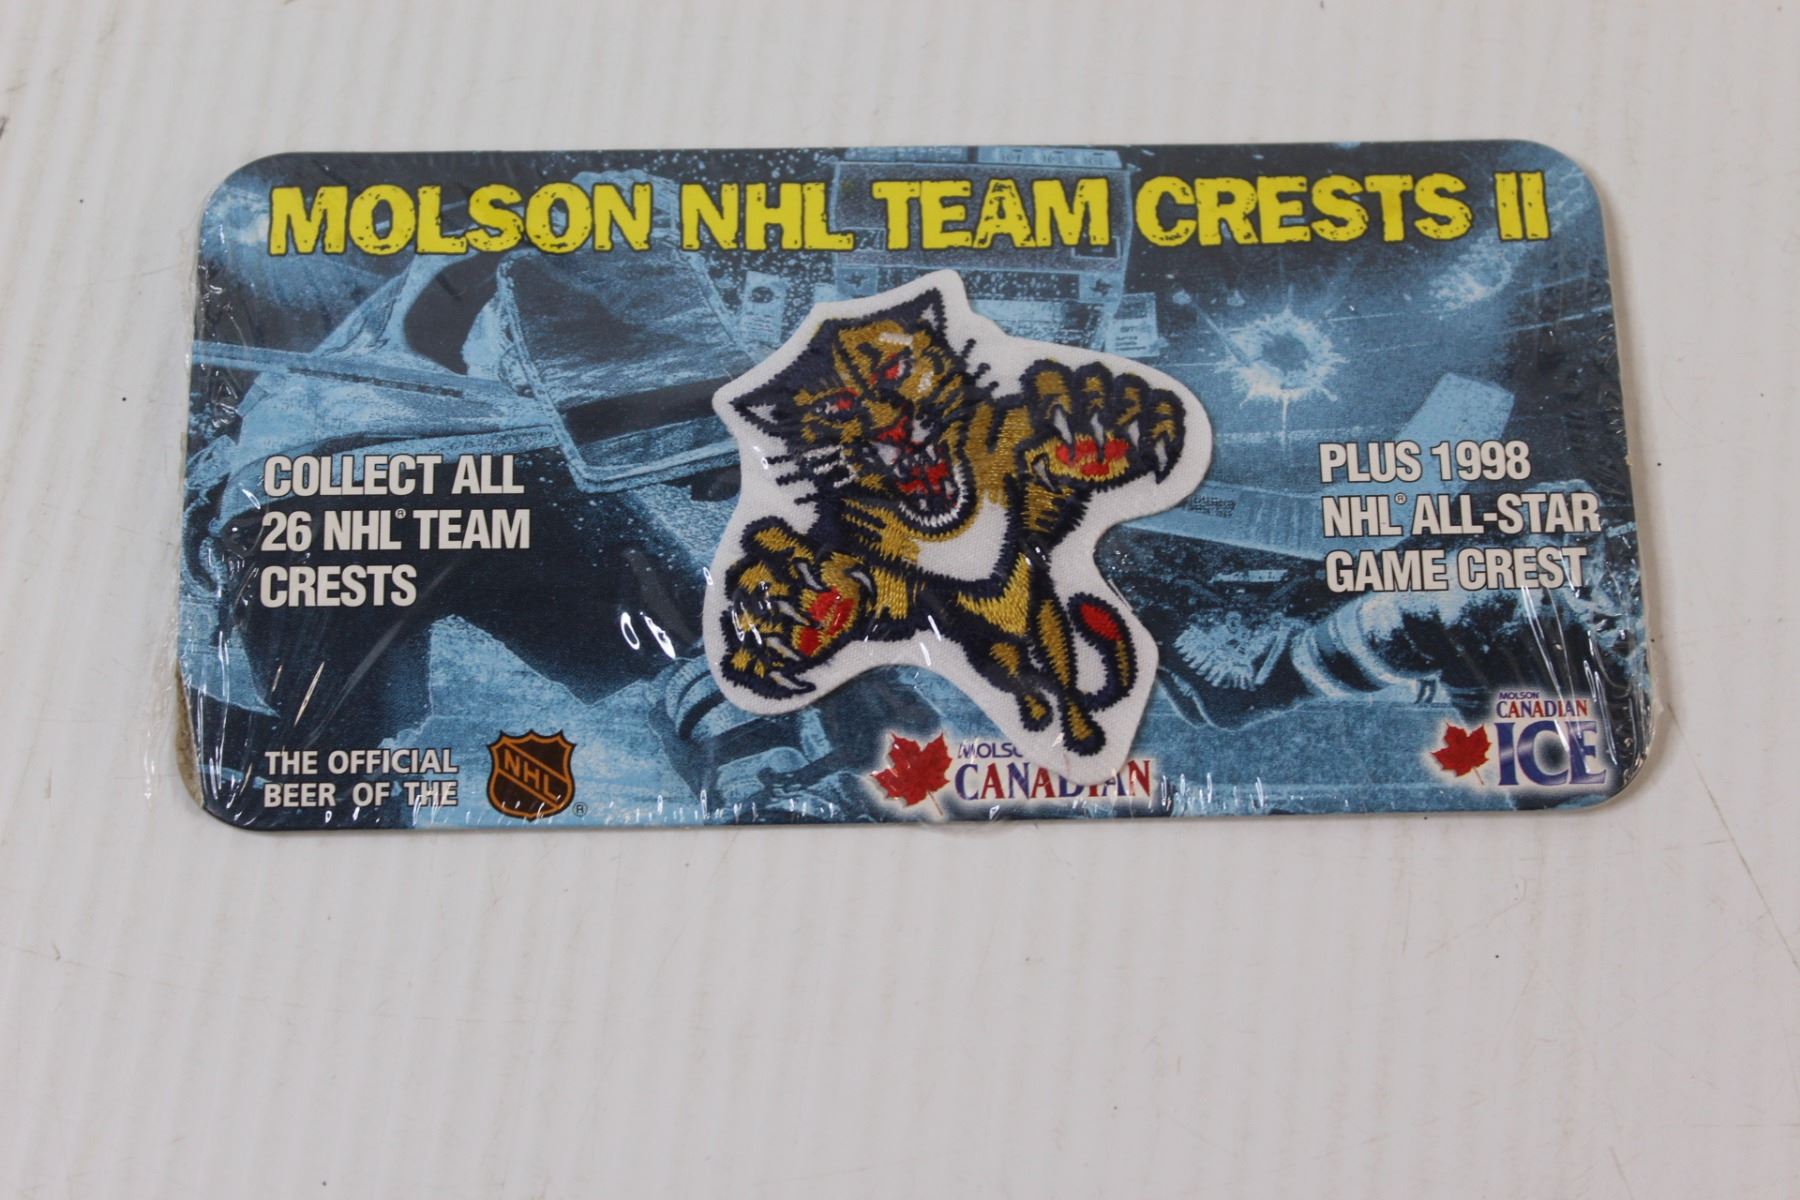 MOLSON NHL TEAM CRESTS II
COLLECT ALL
26 NHL® TEAM
CRESTS
PLUS 1998
NHL® ALL-STAR
GAME CREST
THE OFFICIAL
BEER OF THE
NHL ®
MOLS
CANADIAN
MOLSON
CANADIAN
ICE